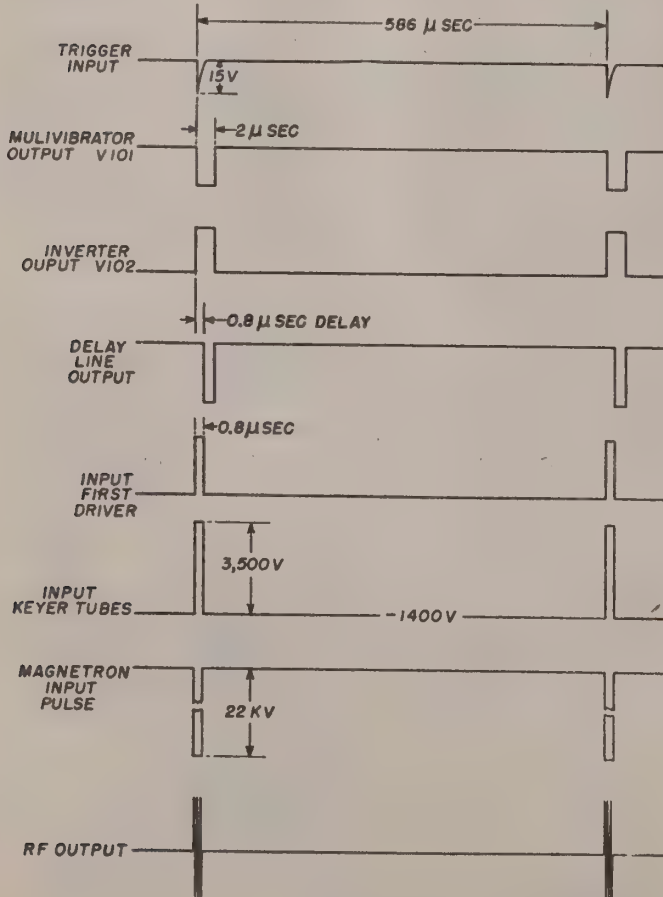 586 µ SEC
TRIGGER
INPUT
15V
2 µ SEC
MULIVIBRATOR
OUTPUT V101
INVERTER
OUPUT V102
0.8 µ SEC DELAY
DELAY
LINE
OUTPUT
0.8 µ SEC
INPUT
FIRST
DRIVER
3,500 V
INPUT
KEYER TUBES
-1400 V
MAGNETRON
INPUT
PULSE
22 KV
RF OUTPUT